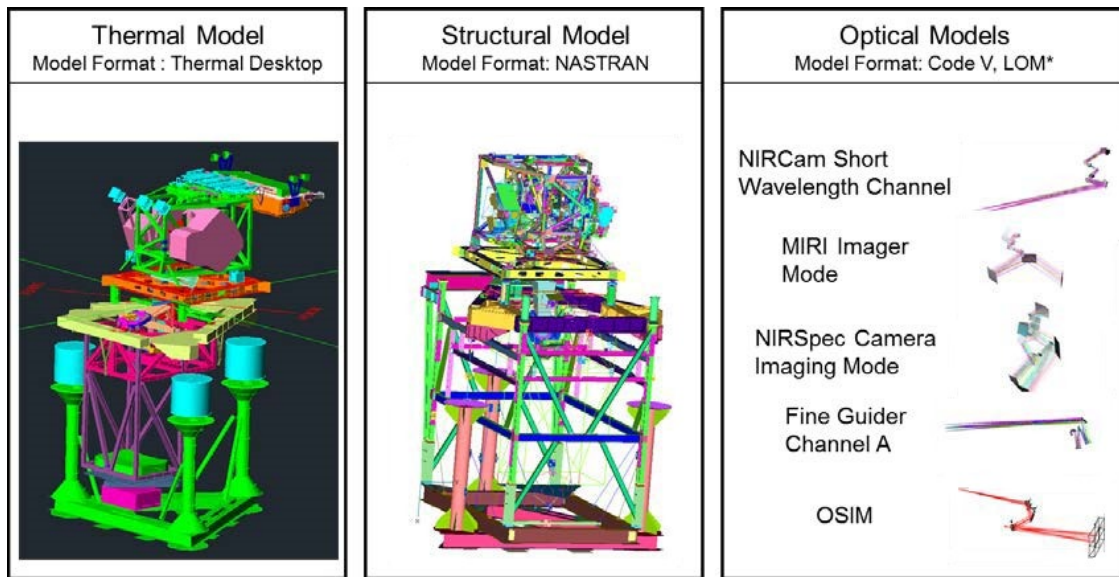 Thermal Model
Model Format : Thermal Desktop
Structural Model
Model Format: NASTRAN
Optical Models
Model Format: Code V, LOM*
NIRCam Short
Wavelength Channel
MIRI Imager
Mode
NIRSpec Camera
Imaging Mode
Fine Guider
Channel A
OSIM